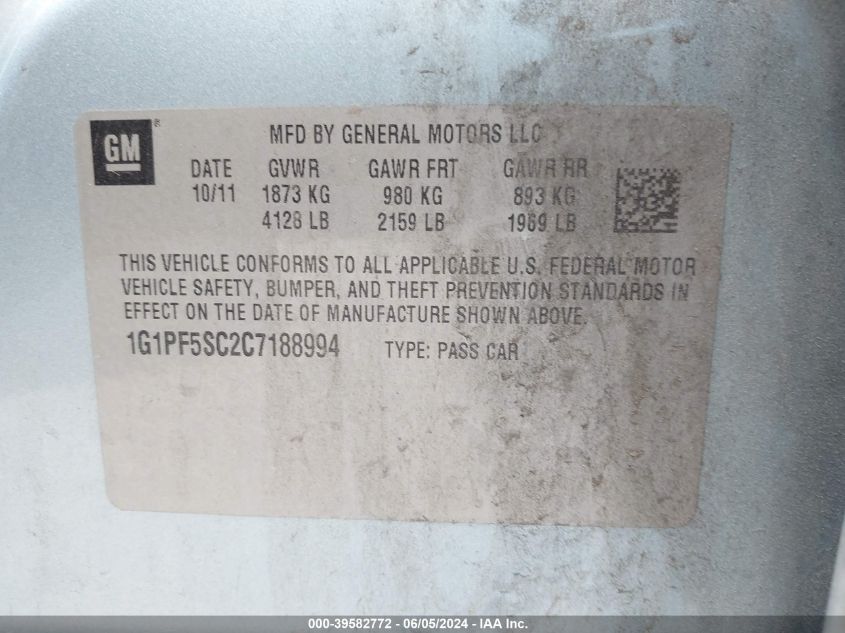 GM®
MFD BY GENERAL MOTORS LLC
DATE GVWR GAWR FRT GAWR RR
10/11 1873 KG 980 KG 893 KG
4128 LB 2159 LB 1969 LB
THIS VEHICLE CONFORMS TO ALL APPLICABLE U.S. FEDERAL MOTOR
VEHICLE SAFETY, BUMPER, AND THEFT PREVENTION STANDARDS IN
EFFECT ON THE DATE OF MANUFACTURE SHOWN ABOVE.
1G1PF5SC2C7188994 TYPE: PASS CAR
000-39582772 - 06/05/2024 - IAA Inc.